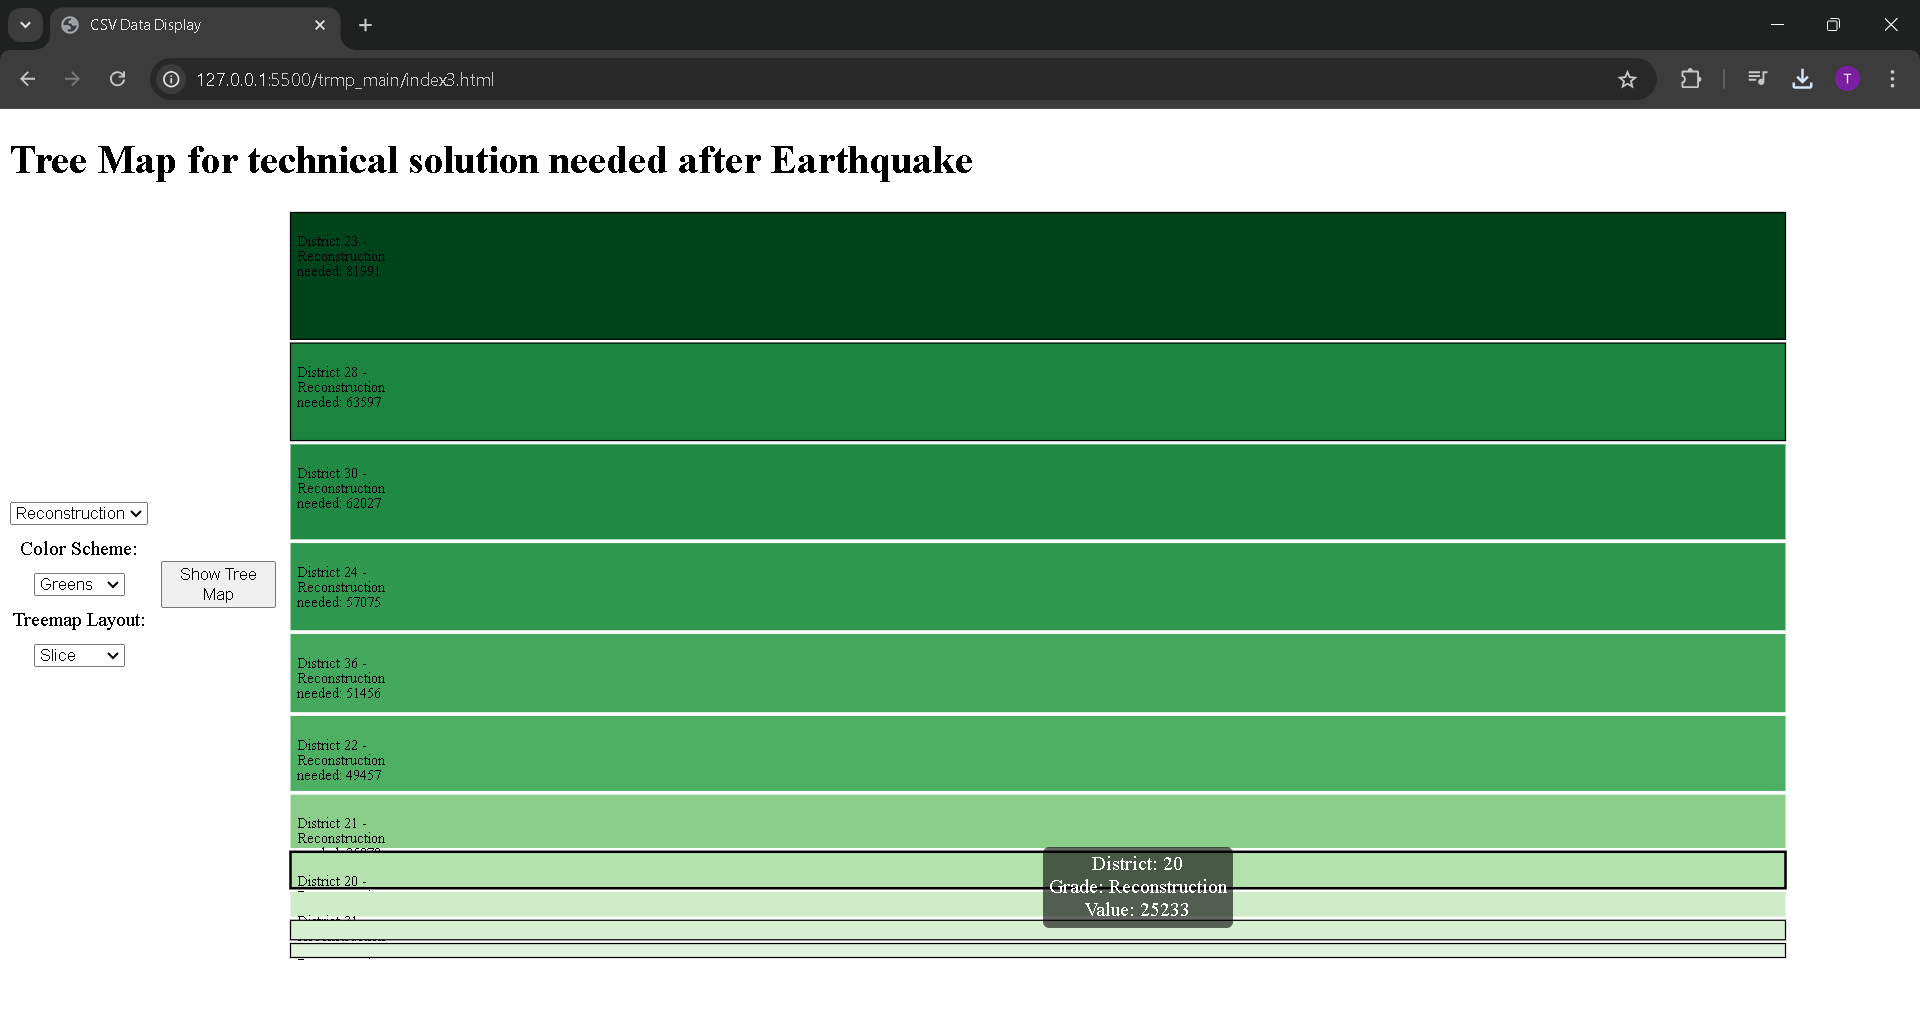 CSV Data Display
127.0.0.1:5500/trmp_main/index3.html
T
Tree Map for technical solution needed after Earthquake
Reconstruction
Color Scheme:
Greens
Treemap Layout:
Slice
Show Tree
Map
District 23 -
Reconstruction
needed: 81991
District 28 -
Reconstruction
needed: 63597
District 30 -
Reconstruction
needed: 62027
District 24 -
Reconstruction
needed: 57075
District 36 -
Reconstruction
needed: 51456
District 22 -
Reconstruction
needed: 49457
District 21 -
Reconstruction
District 20 -
District: 20
Grade: Reconstruction
Value: 25233